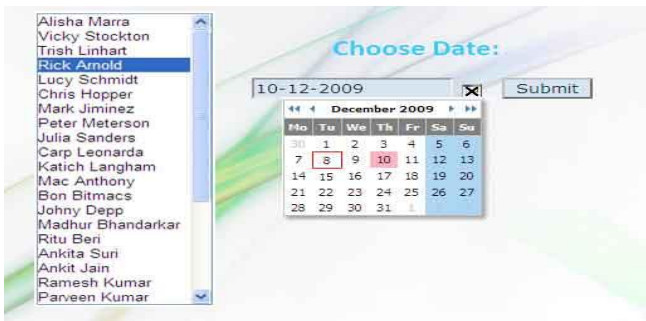 Alisha Marra
Vicky Stockton
Trish Linhart
Rick Arnold
Lucy Schmidt
Chris Hopper
Mark Jiminez
Peter Meterson
Julia Sanders
Carp Leonarda
Katich Langham
Mac Anthony
Bon Bitmacs
Johny Depp
Madhur Bhandarkar
Ritu Beri
Ankita Suri
Ankit Jain
Ramesh Kumar
Parveen Kumar
Choose Date:
10-12-2009
Submit
December 2009
Mo Tu We Th Fr Sa Su
30 1 2 3 4 5 6
7 8 9 10 11 12 13
14 15 16 17 18 19 20
21 22 23 24 25 26 27
28 29 30 31 1